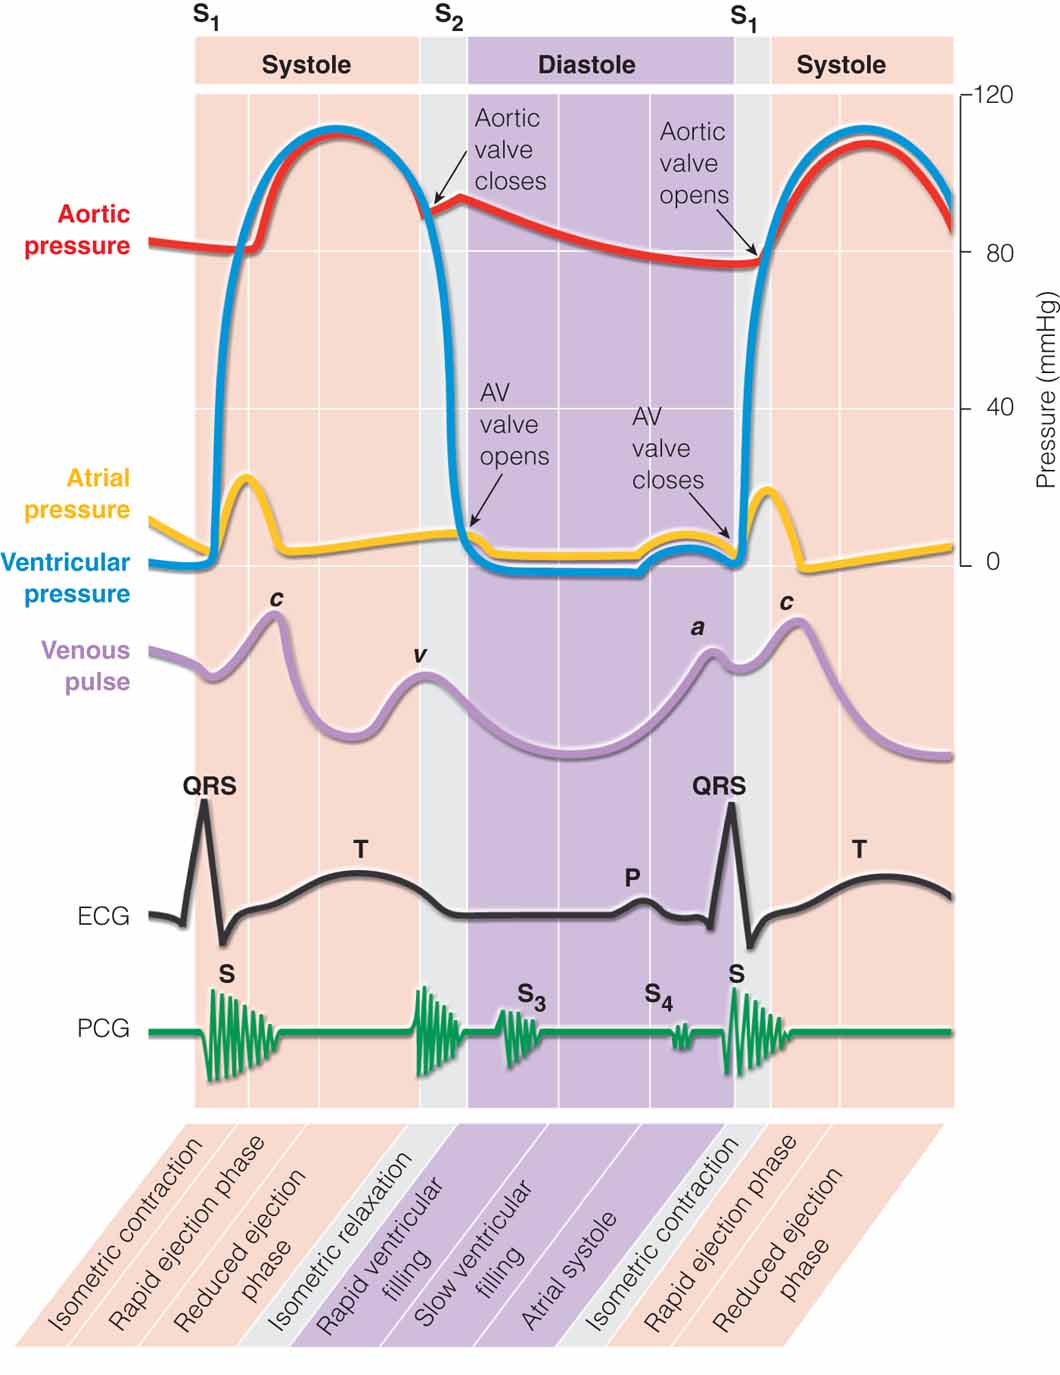 S1
S2
S1
Systole
Diastole
Systole
120
Aortic
valve
closes
Aortic
valve
opens
Aortic
pressure
80
Pressure (mmHg)
AV
valve
opens
AV
valve
closes
40
Atrial
pressure
Ventricular
pressure
0
c
v
a
c
Venous
pulse
QRS
T
P
QRS
T
ECG
S
S3
S4
S
PCG
Isometric contraction
Rapid ejection phase
Reduced ejection
phase
Isometric relaxation
Rapid ventricular
filling
Slow ventricular
filling
Atrial systole
Isometric contraction
Rapid ejection phase
Reduced ejection
phase